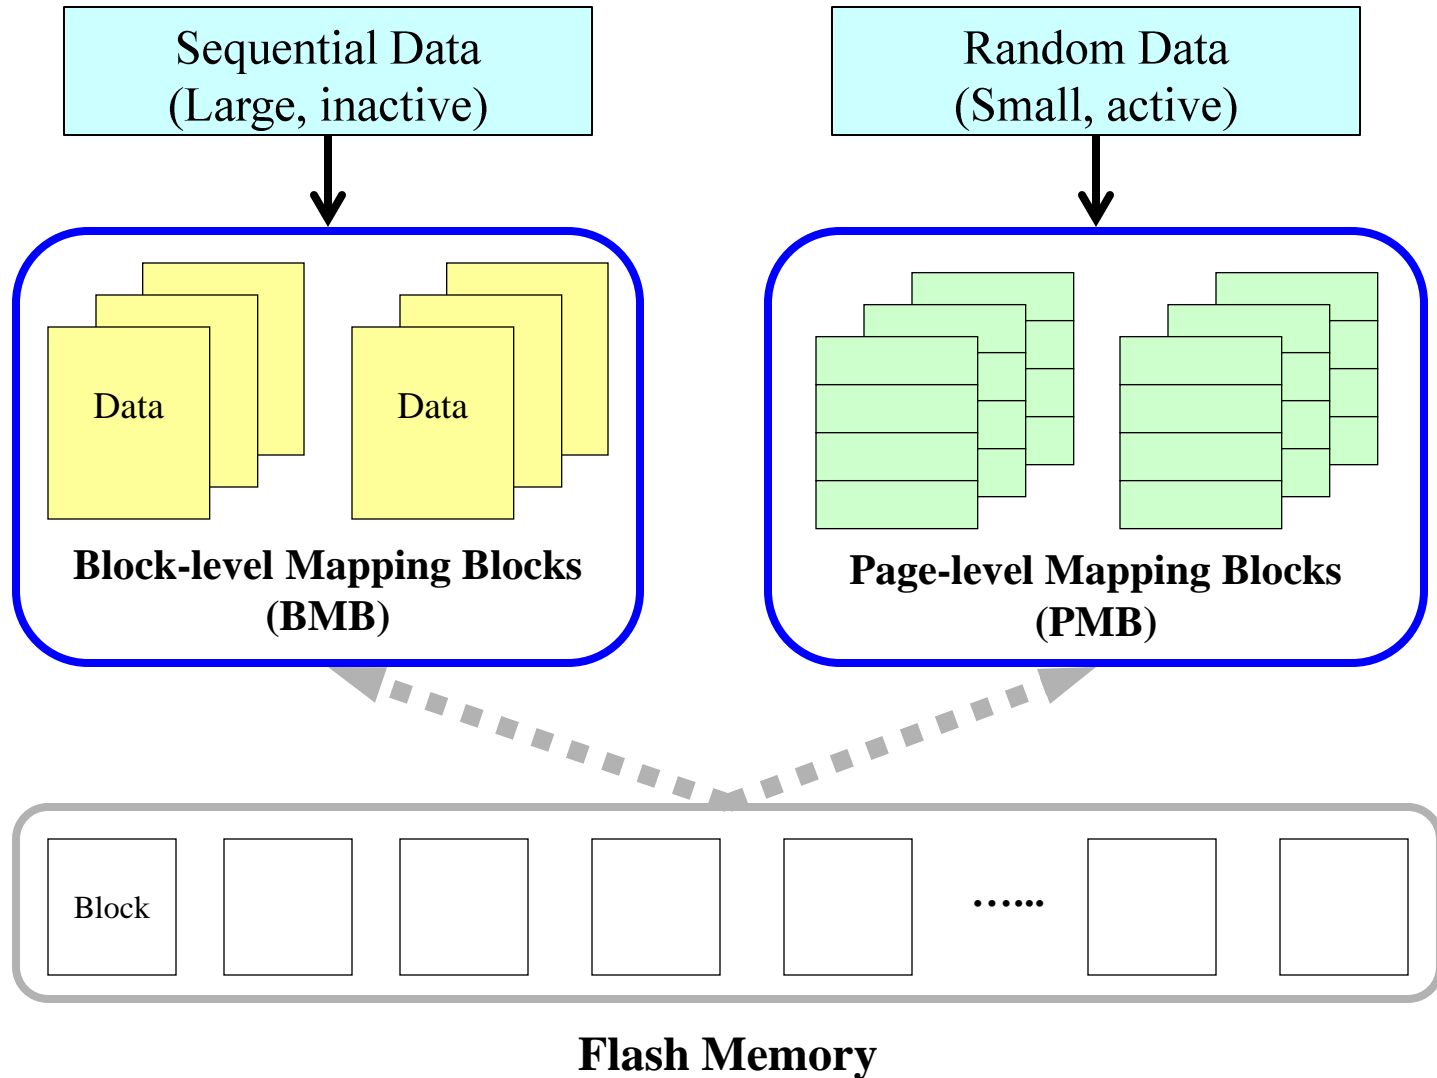 Sequential Data
(Large, inactive)
Random Data
(Small, active)
Data
Data
Block-level Mapping Blocks
(BMB)
Page-level Mapping Blocks
(PMB)
Block
…...
Flash Memory